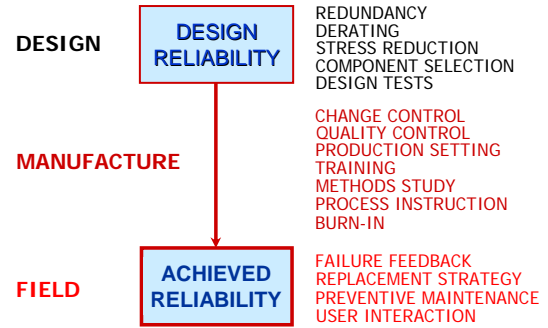 DESIGN
DESIGN
RELIABILITY
REDUNDANCY
DERATING
STRESS REDUCTION
COMPONENT SELECTION
DESIGN TESTS
MANUFACTURE
CHANGE CONTROL
QUALITY CONTROL
PRODUCTION SETTING
TRAINING
METHODS STUDY
PROCESS INSTRUCTION
BURN-IN
FIELD
ACHIEVED
RELIABILITY
FAILURE FEEDBACK
REPLACEMENT STRATEGY
PREVENTIVE MAINTENANCE
USER INTERACTION